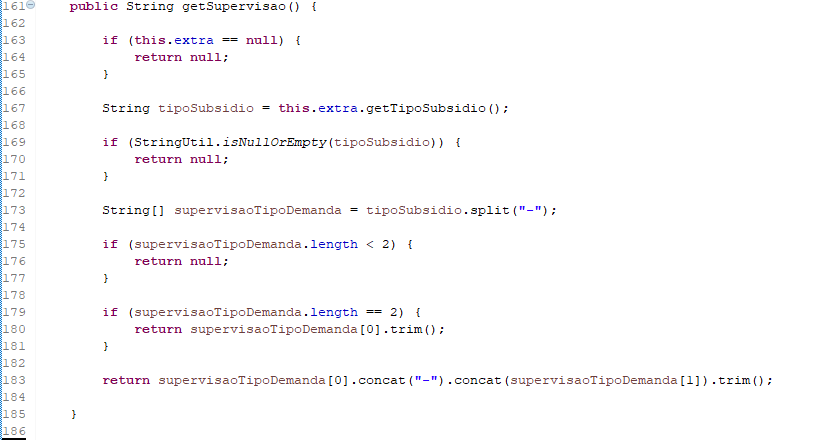 161 public String getSupervisao() {
162
163 if (this.extra == null) {
164 return null;
165 }
166
167 String tipoSubsidio = this.extra.getTipoSubsidio();
168
169 if (StringUtil.isNullOrEmpty(tipoSubsidio)) {
170 return null;
171 }
172
173 String[] supervisaoTipoDemanda = tipoSubsidio.split("-");
174
175 if (supervisaoTipoDemanda.length < 2) {
176 return null;
177 }
178
179 if (supervisaoTipoDemanda.length == 2) {
180 return supervisaoTipoDemanda[0].trim();
181 }
182
183 return supervisaoTipoDemanda[0].concat("-").concat(supervisaoTipoDemanda[1]).trim();
184
185 }
186